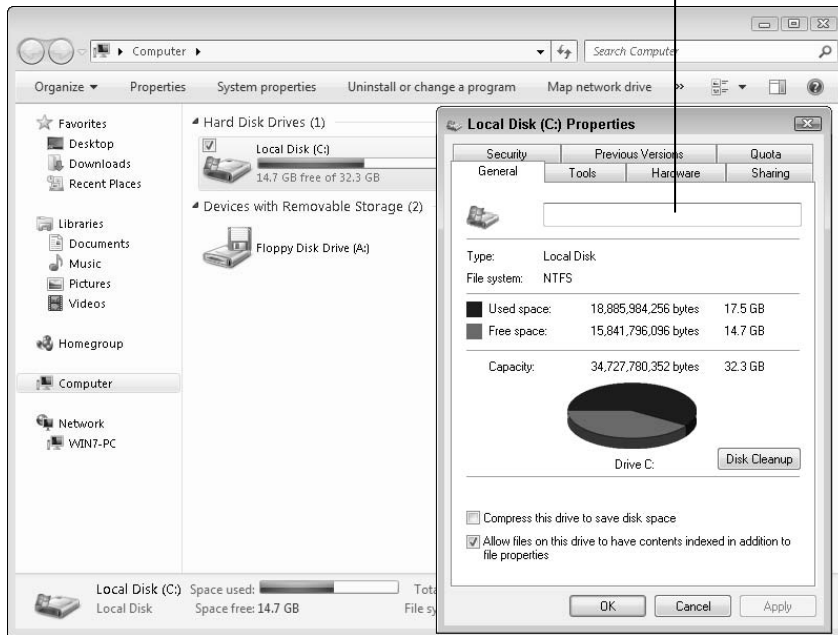 Computer
Search Computer
Organize Properties System properties Uninstall or change a program Map network drive »
Favorites
Desktop
Downloads
Recent Places
Libraries
Documents
Music
Pictures
Videos
Homegroup
Computer
Network
WIN7-PC
Hard Disk Drives (1)
Local Disk (C:)
14.7 GB free of 32.3 GB
Devices with Removable Storage (2)
Floppy Disk Drive (A:)
Local Disk (C:) Properties
Security Previous Versions Quota
General Tools Hardware Sharing
Type: Local Disk
File system: NTFS
Used space: 18,885,984,256 bytes 17.5 GB
Free space: 15,841,796,096 bytes 14.7 GB
Capacity: 34,727,780,352 bytes 32.3 GB
Drive C:
Disk Cleanup
Compress this drive to save disk space
Allow files on this drive to have contents indexed in addition to
file properties
OK Cancel Apply
Local Disk (C:) Space used: Tota
Local Disk Space free: 14.7 GB File sy